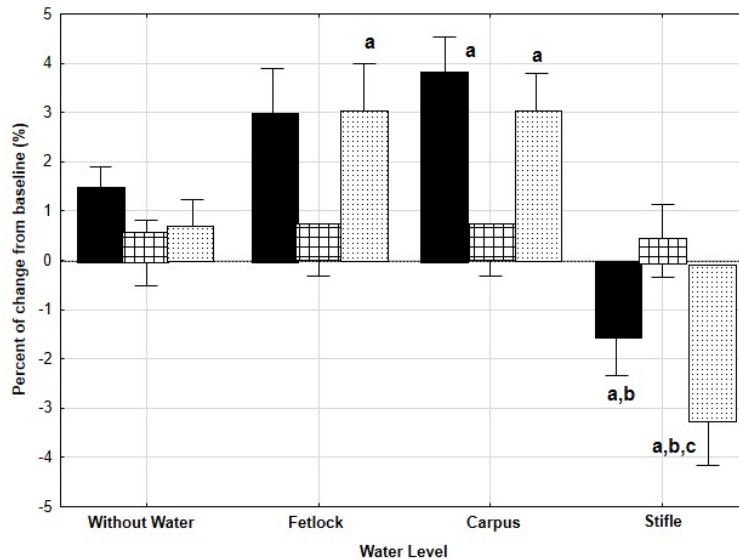 5
4
3
2
1
0
-1
-2
-3
-4
-5
Percent of change from baseline (%)
a
a
a
a,b
a,b,c
Without Water
Fetlock
Carpus
Stifle
Water Level